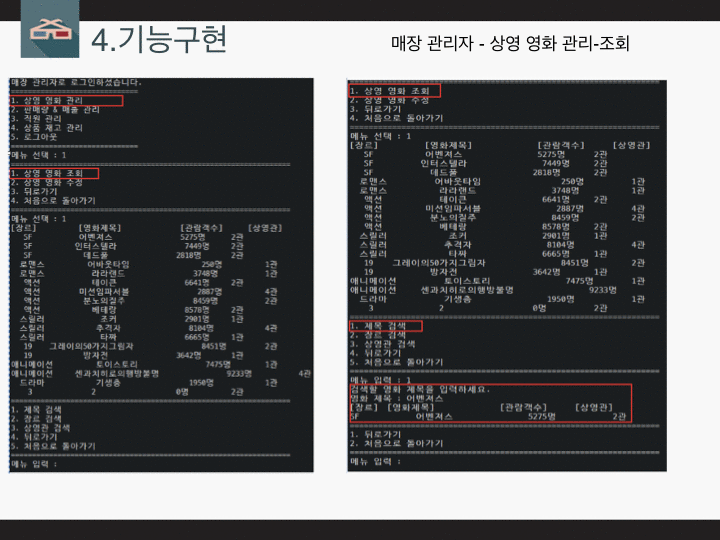 4.기능구현
매장 관리자 - 상영 영화 관리-조회
매장 관리자로 로그인하셨습니다.
==============================
1. 상영 영화 관리
2. 판매량 & 매출 관리
3. 직원 관리
4. 상품 재고 관리
5. 로그아웃
==============================
메뉴 선택 : 1
1. 상영 영화 조회
2. 상영 영화 수정
3. 뒤로가기
4. 처음으로 돌아가기
메뉴 선택 : 1
[장르] [영화제목] [관람객수] [상영관]
SF 어벤져스 5275명 2관
SF 인터스텔라 7449명 2관
SF 데드풀 2818명 2관
로맨스 어바웃타임 250명 1관
로맨스 라라랜드 3748명 1관
액션 테이큰 6641명 2관
액션 미션임파서블 2887명 4관
액션 분노의질주 8459명 2관
액션 베테랑 8578명 2관
스릴러 조커 2901명 1관
스릴러 추격자 8104명 4관
스릴러 타짜 6665명 1관
19 그레이의50가지그림자 8451명 2관
19 방자전 3642명 1관
애니메이션 토이스토리 7475명 1관
애니메이션 센과치히로의행방불명 9233명 4관
드라마 기생충 1950명 1관
3 2 0명 2관
1. 제목 검색
2. 장르 검색
3. 상영관 검색
4. 뒤로가기
5. 처음으로 돌아가기
메뉴 입력 :
1. 상영 영화 조회
2. 상영 영화 수정
3. 뒤로가기
4. 처음으로 돌아가기
메뉴 선택 : 1
[장르] [영화제목] [관람객수] [상영관]
SF 어벤져스 5275명 2관
SF 인터스텔라 7449명 2관
SF 데드풀 2818명 2관
로맨스 어바웃타임 250명 1관
로맨스 라라랜드 3748명 1관
액션 테이큰 6641명 2관
액션 미션임파서블 2887명 4관
액션 분노의질주 8459명 2관
액션 베테랑 8578명 2관
스릴러 조커 2901명 1관
스릴러 추격자 8104명 4관
스릴러 타짜 6665명 1관
19 그레이의50가지그림자 8451명 2관
19 방자전 3642명 1관
애니메이션 토이스토리 7475명 1관
애니메이션 센과치히로의행방불명 9233명
드라마 기생충 1950명 1관
3 2 0명 2관
1. 제목 검색
2. 장르 검색
3. 상영관 검색
4. 뒤로가기
5. 처음으로 돌아가기
메뉴 입력 : 1
검색할 영화 제목을 입력하세요.
영화 제목 : 어벤져스
[장르] [영화제목] [관람객수] [상영관]
SF 어벤져스 5275명 2관
1. 뒤로가기
2. 처음으로 돌아가기
메뉴 입력 :